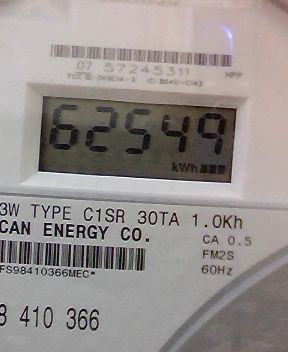 07 57245311
HPP
62549
kWh
3W TYPE C1SR 30TA 1.0Kh
CAN ENERGY CO.
CA 0.5
FM2S
60Hz
FS98410366MEC*
8 410 366